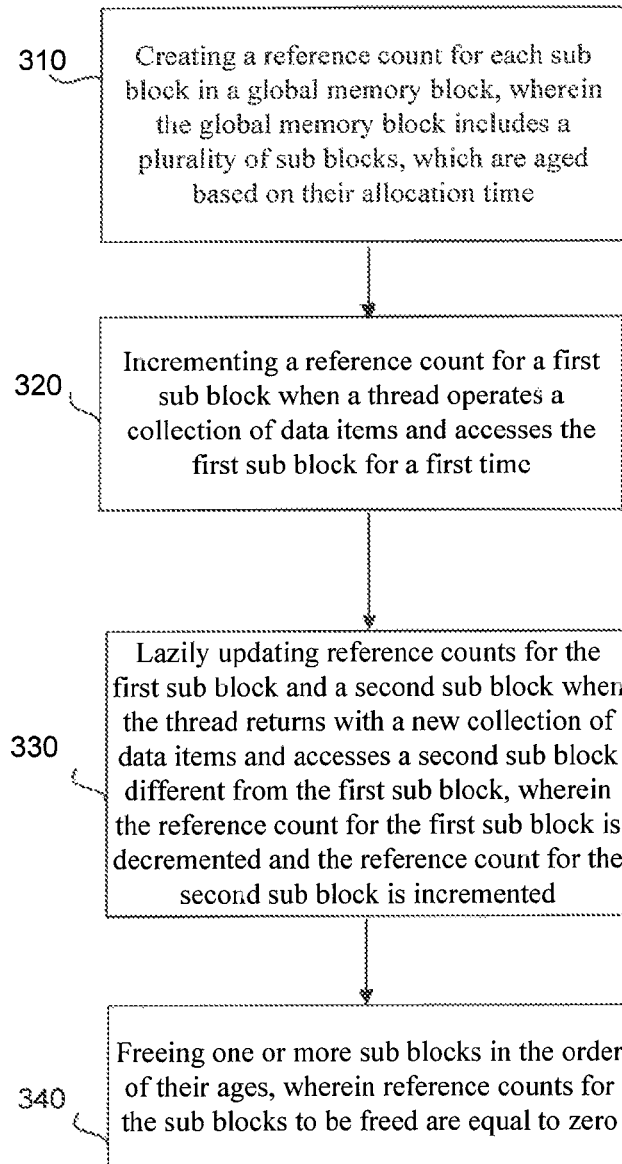 310
Creating a reference count for each sub
block in a global memory block, wherein
the global memory block includes a
plurality of sub blocks, which are aged
based on their allocation time
320
Incrementing a reference count for a first
sub block when a thread operates a
collection of data items and accesses the
first sub block for a first time
330
Lazily updating reference counts for the
first sub block and a second sub block when
the thread returns with a new collection of
data items and accesses a second sub block
different from the first sub block, wherein
the reference count for the first sub block is
decremented and the reference count for the
second sub block is incremented
340
Freeing one or more sub blocks in the order
of their ages, wherein reference counts for
the sub blocks to be freed are equal to zero